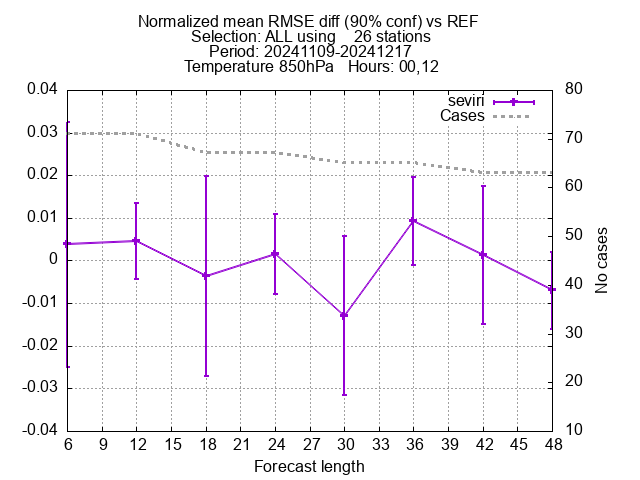 Normalized mean RMSE diff (90% conf) vs REF
Selection: ALL using    26 stations
Period: 20241109-20241217
Temperature 850hPa   Hours: 00,12
seviri
Cases
0.04
0.03
0.02
0.01
0
-0.01
-0.02
-0.03
-0.04
80
70
60
50
40
30
20
10
No cases
6 9 12 15 18 21 24 27 30 33 36 39 42 45 48
Forecast length